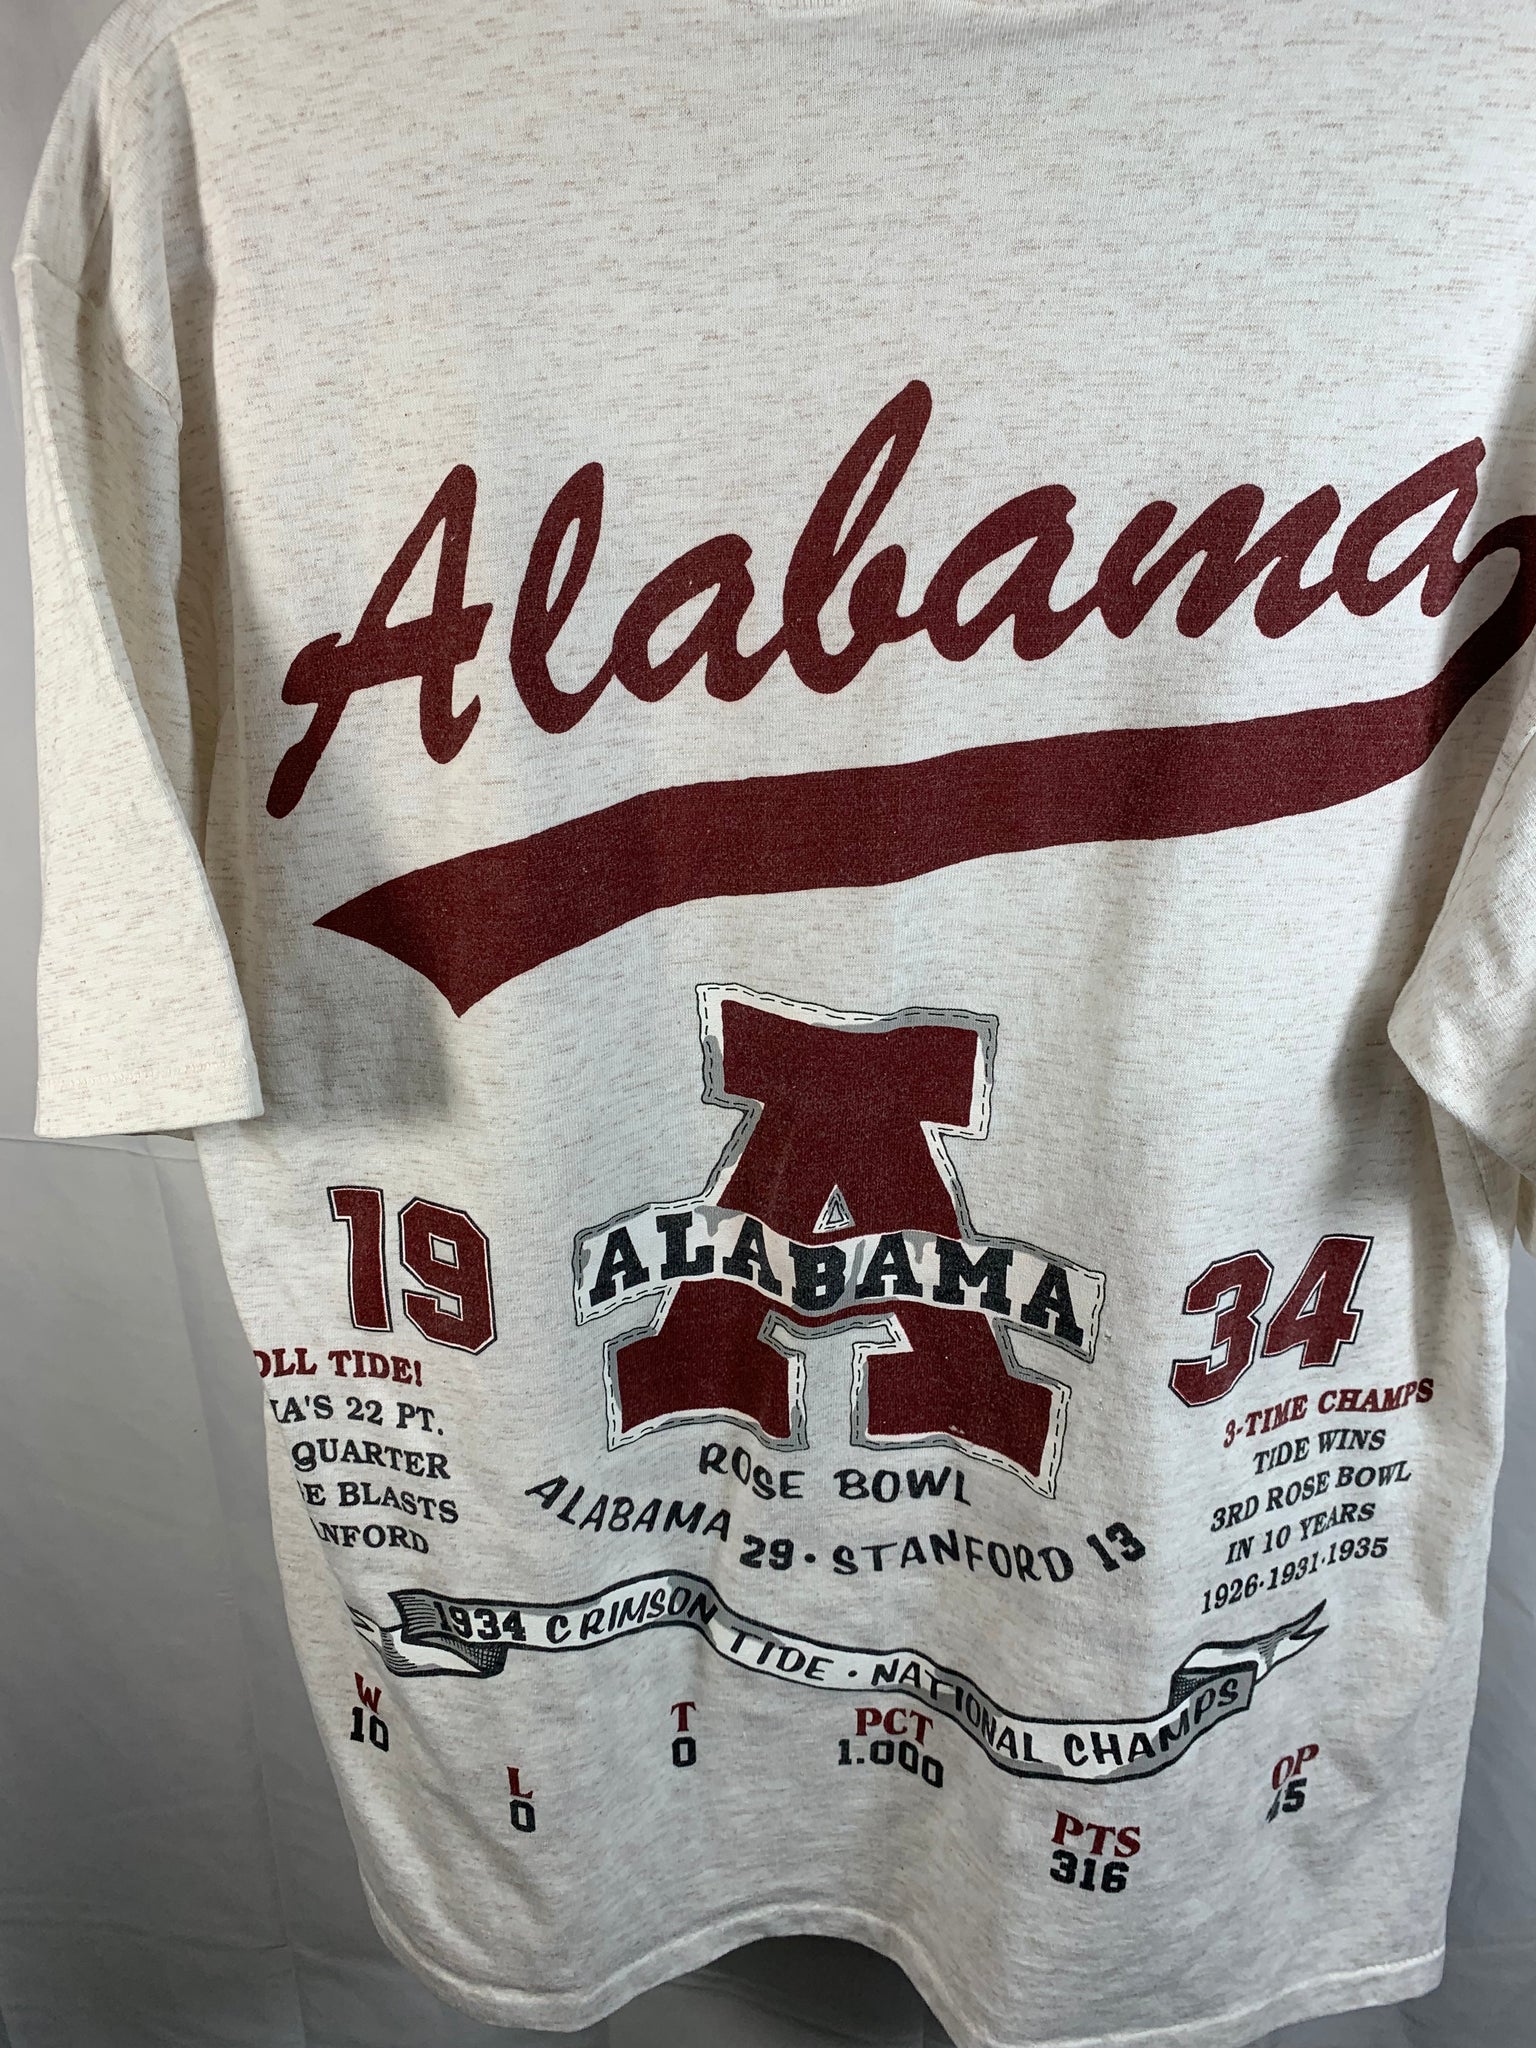 Alabama
ALABAMA
19
34
OLL TIDE!
'S 22 PT.
QUARTER
BLASTS
3-TIME CHAMPS
TIDE WINS
3RD ROSE BOWL
IN 10 YEARS
1926·1931·1935
ROSE BOWL
ALABAMA 29 · STANFORD 13
1934 CRIMSON TIDE · NATIONAL CHAMPS
W
10
L
0
T
0
PCT
1.000
PTS
316
OP